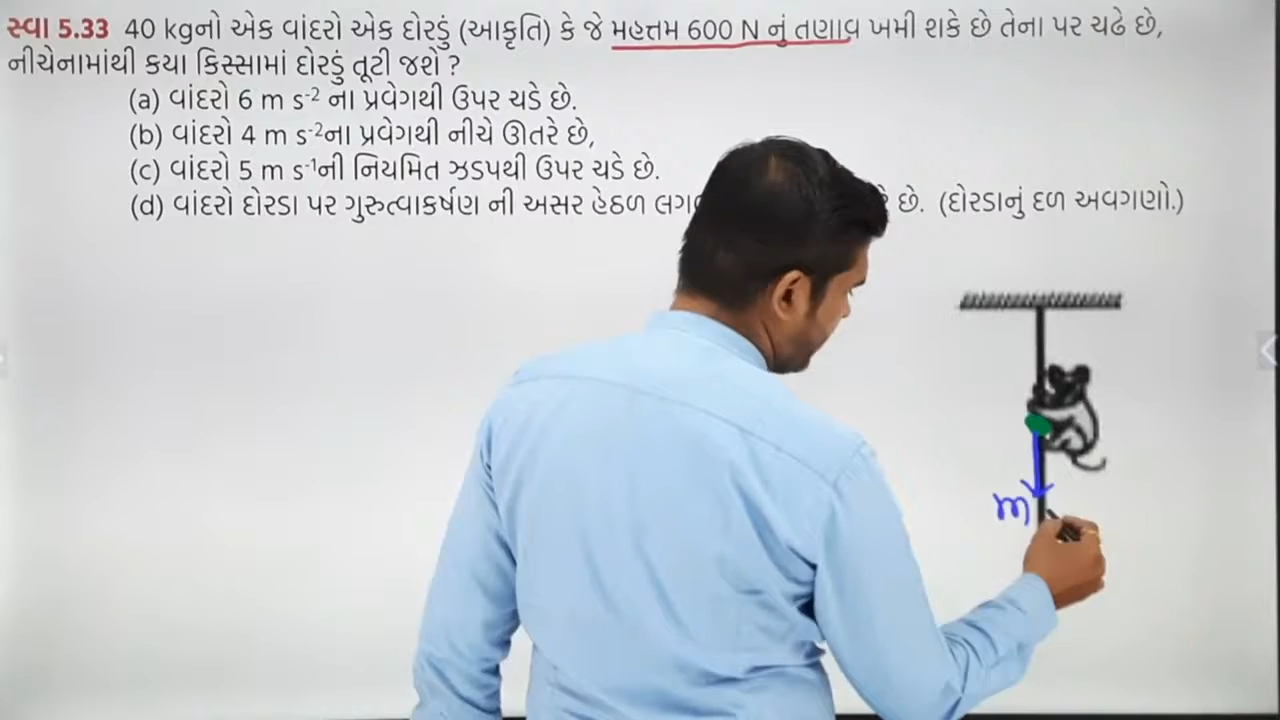 સ્વા 5.33 40 kgનો એક વાંદરો એક દોરડું (આકૃતિ) કે જે મહત્તમ 600 N નું તણાવ ખમી શકે છે તેના પર ચઢે છે,
નીચેનામાંથી કયા કિસ્સામાં દોરડું તૂટી જશે ?
(a) વાંદરો 6 m s⁻² ના પ્રવેગથી ઉપર ચડે છે.
(b) વાંદરો 4 m s⁻²ના પ્રવેગથી નીચે ઊતરે છે,
(c) વાંદરો 5 m s⁻¹ની નિયમિત ઝડપથી ઉપર ચડે છે.
(d) વાંદરો દોરડા પર ગુરુત્વાકર્ષણ ની અસર હેઠળ છે. (દોરડાનું દળ અવગણો.)
m